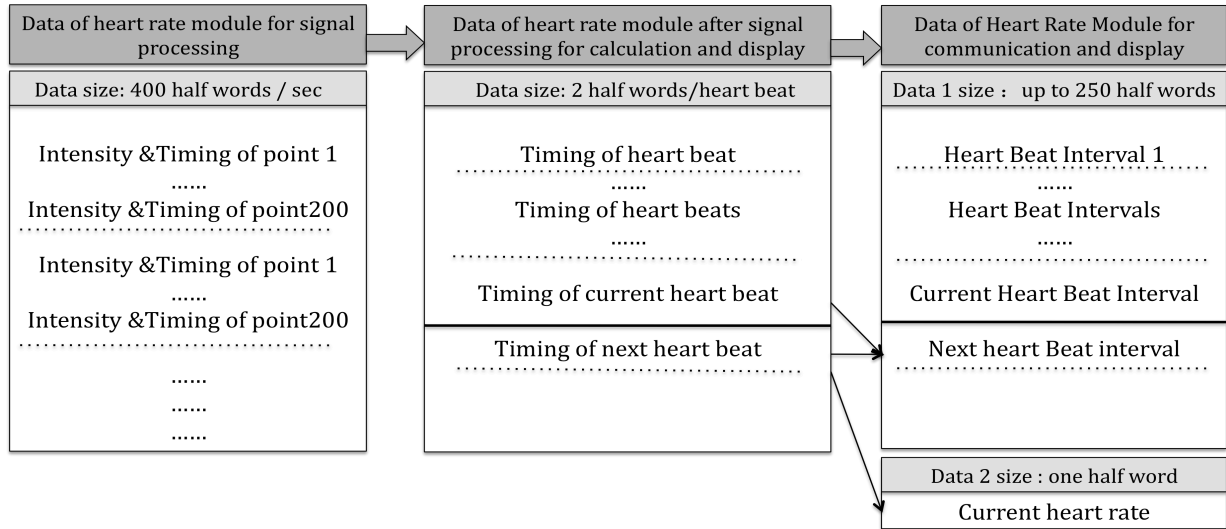 Data of heart rate module for signal
processing
Data size: 400 half words / sec
Intensity &Timing of point 1
......
Intensity &Timing of point200
Intensity &Timing of point 1
......
Intensity &Timing of point200
......
......
......
Data of heart rate module after signal
processing for calculation and display
Data size: 2 half words/heart beat
Timing of heart beat
......
Timing of heart beats
......
Timing of current heart beat
Timing of next heart beat
Data of Heart Rate Module for
communication and display
Data 1 size : up to 250 half words
Heart Beat Interval 1
......
Heart Beat Intervals
......
Current Heart Beat Interval
Next heart Beat interval
Data 2 size : one half word
Current heart rate